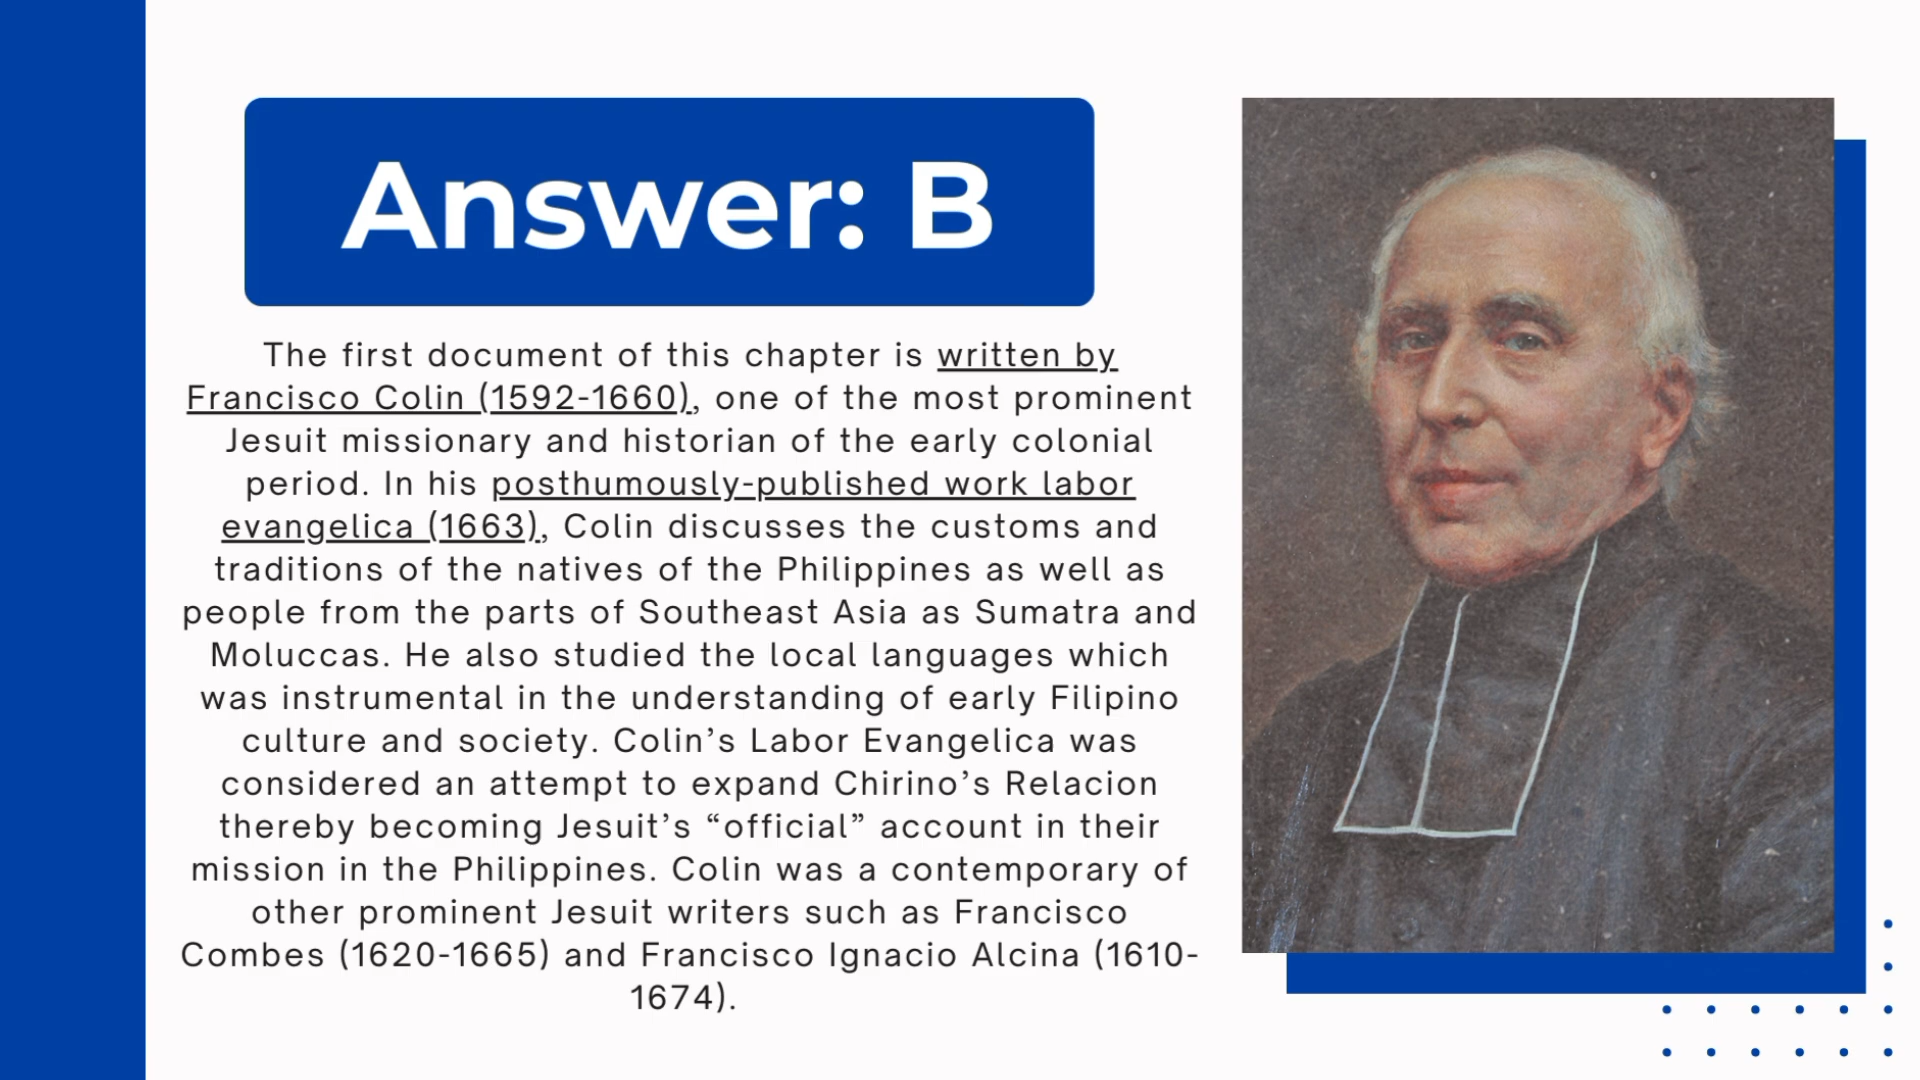 Answer: B
The first document of this chapter is written by
Francisco Colin (1592-1660), one of the most prominent
Jesuit missionary and historian of the early colonial
period. In his posthumously-published work labor
evangelica (1663), Colin discusses the customs and
traditions of the natives of the Philippines as well as
people from the parts of Southeast Asia as Sumatra and
Moluccas. He also studied the local languages which
was instrumental in the understanding of early Filipino
culture and society. Colin’s Labor Evangelica was
considered an attempt to expand Chirino’s Relacion
thereby becoming Jesuit’s “official” account in their
mission in the Philippines. Colin was a contemporary of
other prominent Jesuit writers such as Francisco
Combes (1620-1665) and Francisco Ignacio Alcina (1610-
1674).